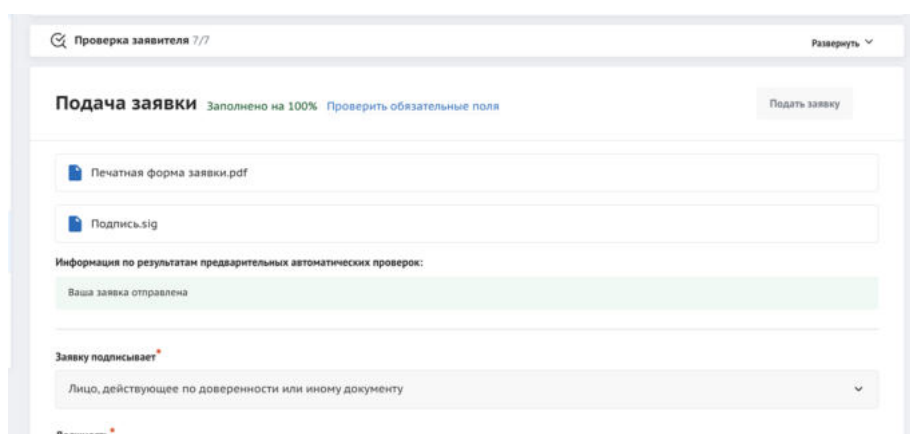 Проверка заявителя 7/7
Развернуть
Подача заявки Заполнено на 100% Проверить обязательные поля
Подать заявку
Печатная форма заявки.pdf
Подпись.sig
Информация по результатам предварительных автоматических проверок:
Ваша заявка отправлена
Заявку подписывает*
Лицо, действующее по доверенности или иному документу